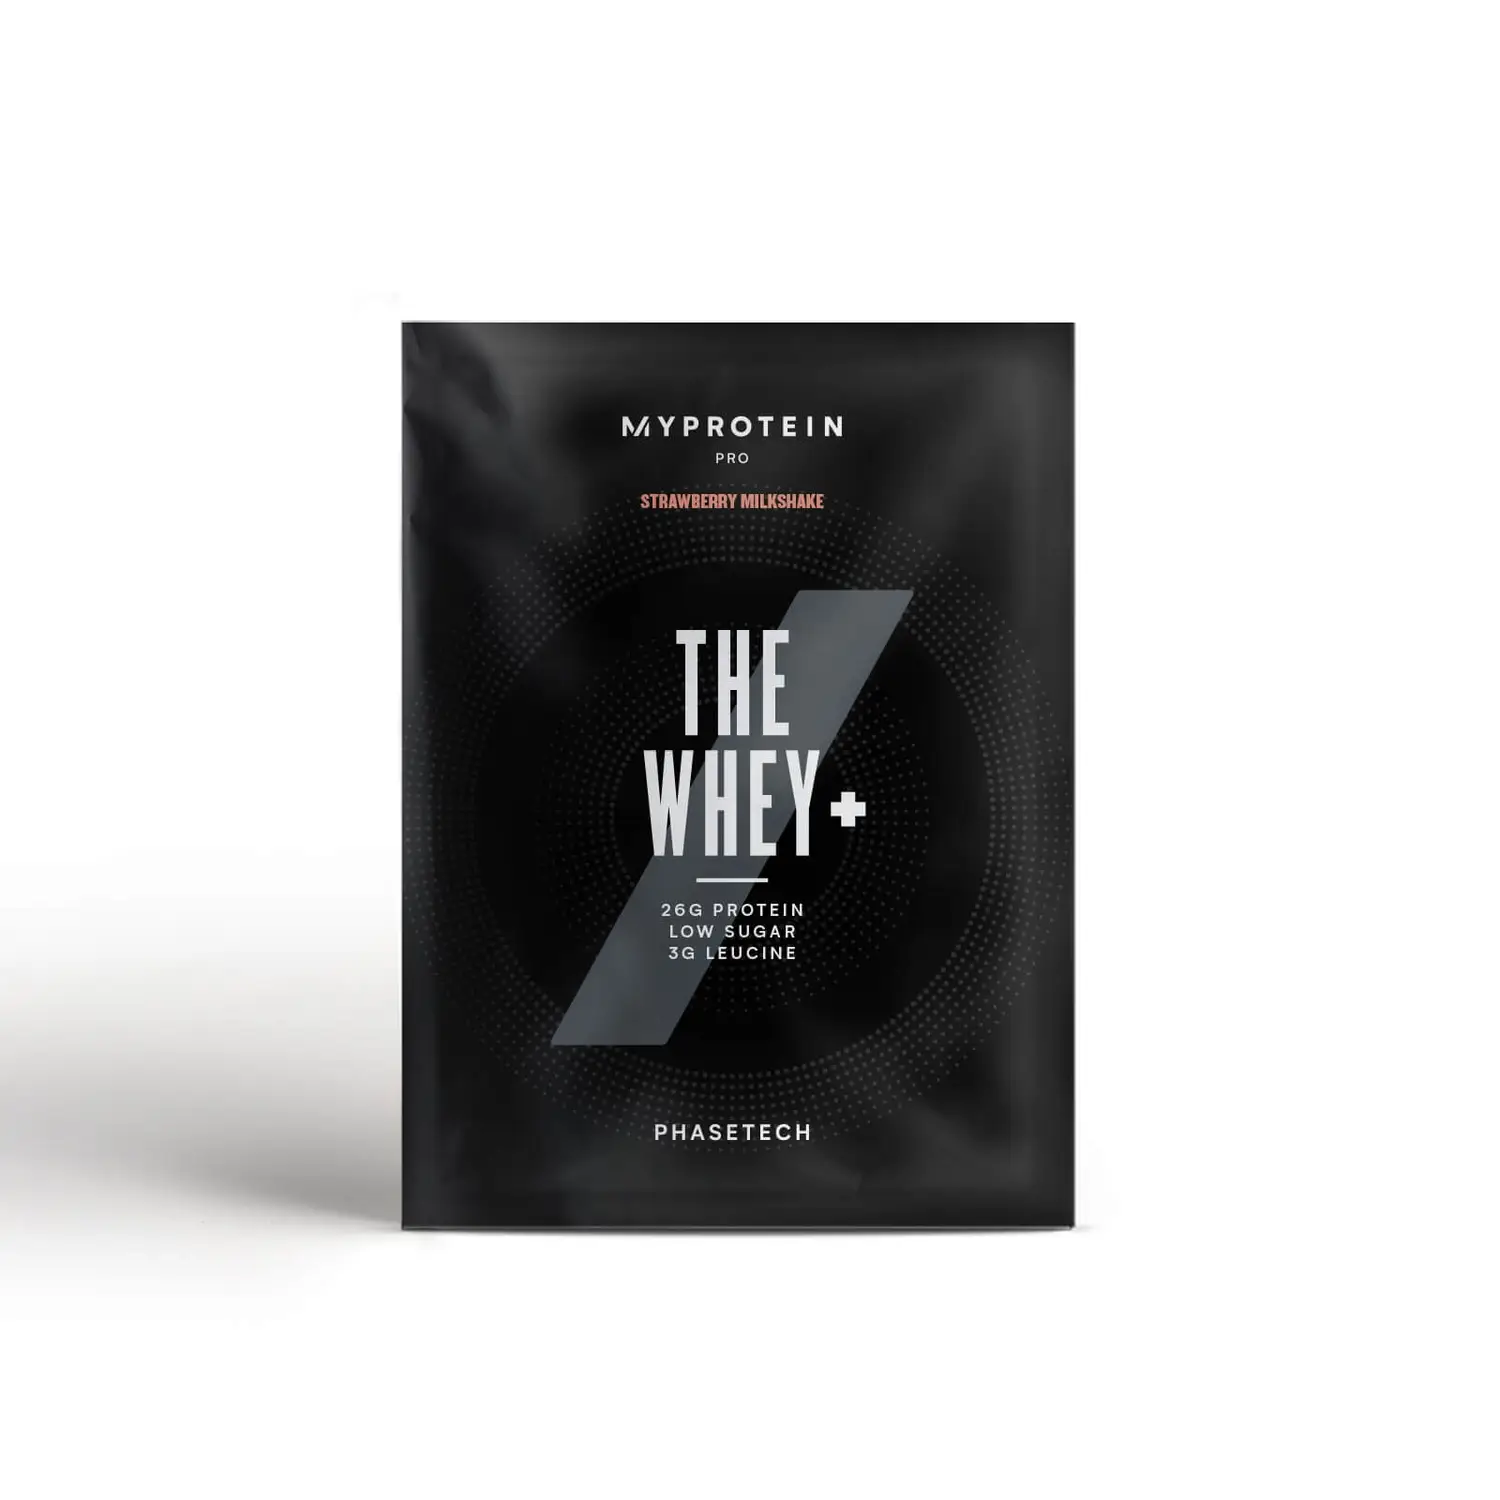 MYPROTEIN
PRO
STRAWBERRY MILKSHAKE
THE
WHEY+
26G PROTEIN
LOW SUGAR
3G LEUCINE
PHASETECH